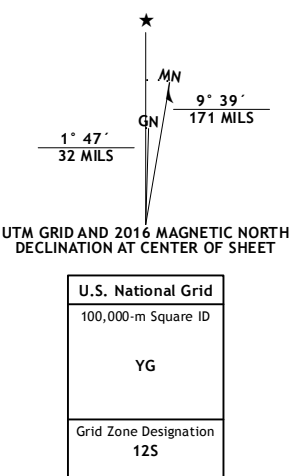 ★
MN
GN
9° 39´
171 MILS
1° 47´
32 MILS
UTM GRID AND 2016 MAGNETIC NORTH
DECLINATION AT CENTER OF SHEET
U.S. National Grid
100,000-m Square ID
YG
Grid Zone Designation
12S